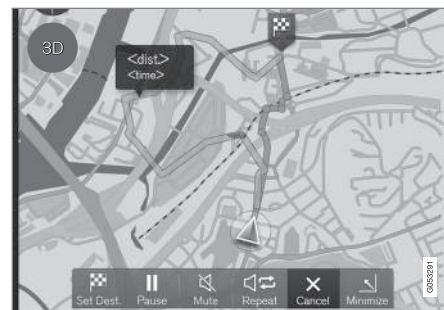 3D
<dist.>
<time>
Set Dest. Pause Mute Repeat Cancel Minimize
G053291